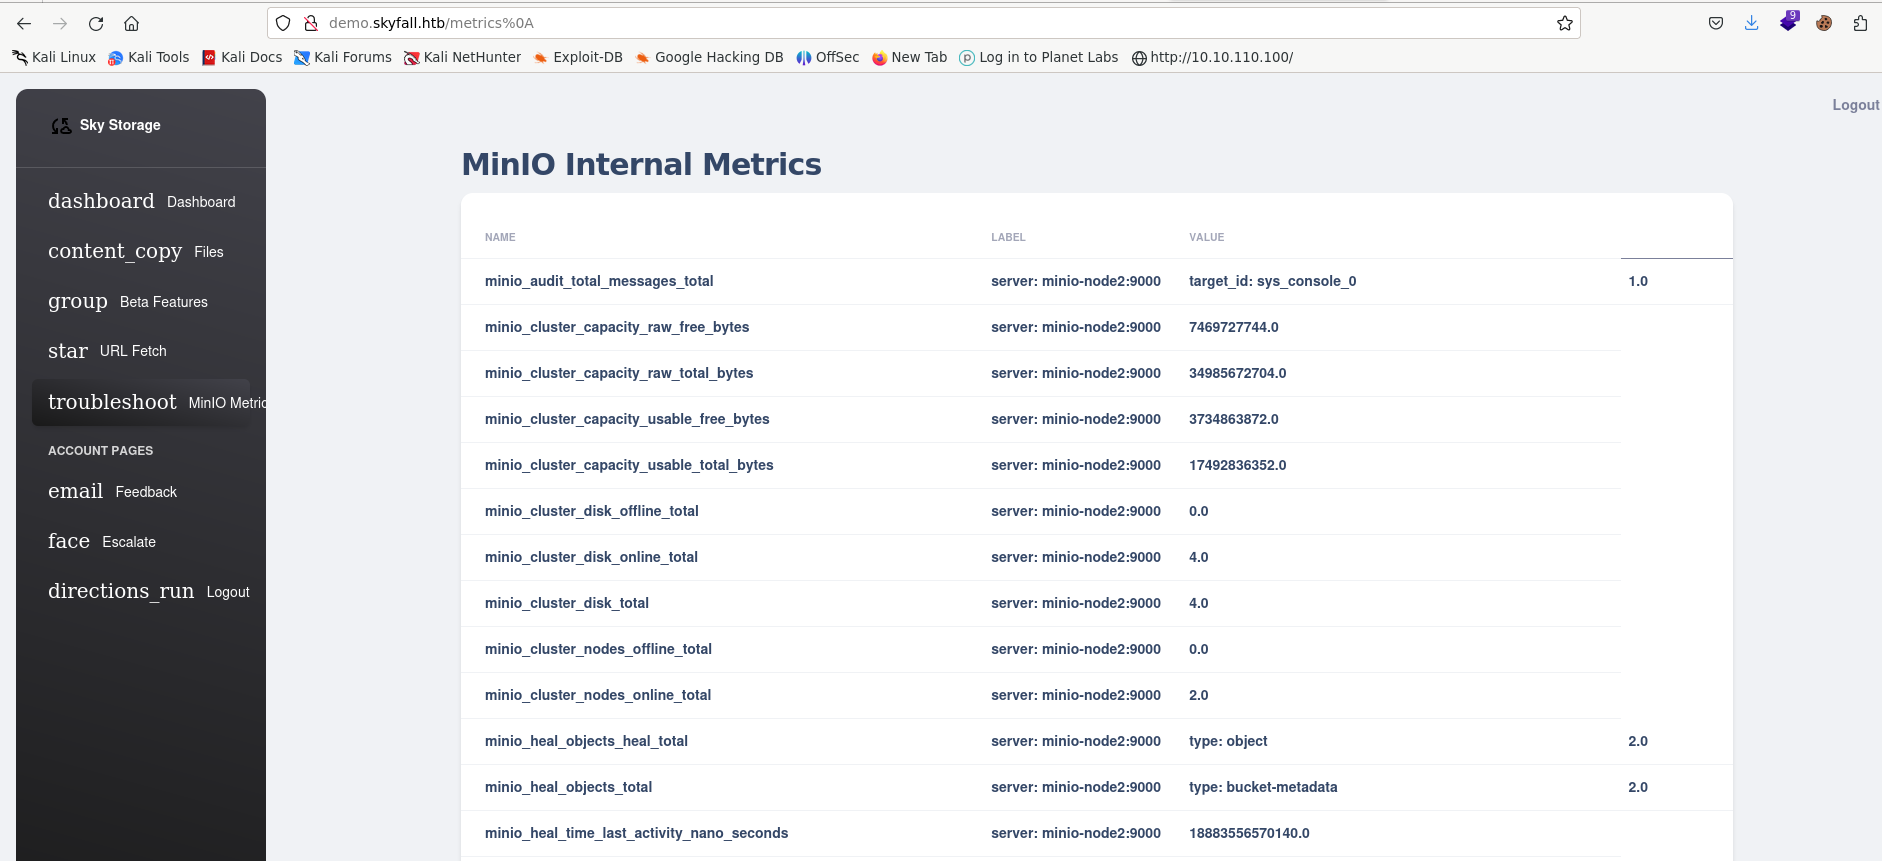 demo.skyfall.htb/metrics%0A
9
Kali Linux Kali Tools Kali Docs Kali Forums Kali NetHunter Exploit-DB Google Hacking DB OffSec New Tab Log in to Planet Labs http://10.10.110.100/
Logout
Sky Storage
dashboard Dashboard
content_copy Files
group Beta Features
star URL Fetch
troubleshoot MinIO Metric
ACCOUNT PAGES
email Feedback
face Escalate
directions_run Logout
MinIO Internal Metrics
NAME LABEL VALUE
minio_audit_total_messages_total server: minio-node2:9000 target_id: sys_console_0 1.0
minio_cluster_capacity_raw_free_bytes server: minio-node2:9000 7469727744.0
minio_cluster_capacity_raw_total_bytes server: minio-node2:9000 34985672704.0
minio_cluster_capacity_usable_free_bytes server: minio-node2:9000 3734863872.0
minio_cluster_capacity_usable_total_bytes server: minio-node2:9000 17492836352.0
minio_cluster_disk_offline_total server: minio-node2:9000 0.0
minio_cluster_disk_online_total server: minio-node2:9000 4.0
minio_cluster_disk_total server: minio-node2:9000 4.0
minio_cluster_nodes_offline_total server: minio-node2:9000 0.0
minio_cluster_nodes_online_total server: minio-node2:9000 2.0
minio_heal_objects_heal_total server: minio-node2:9000 type: object 2.0
minio_heal_objects_total server: minio-node2:9000 type: bucket-metadata 2.0
minio_heal_time_last_activity_nano_seconds server: minio-node2:9000 18883556570140.0